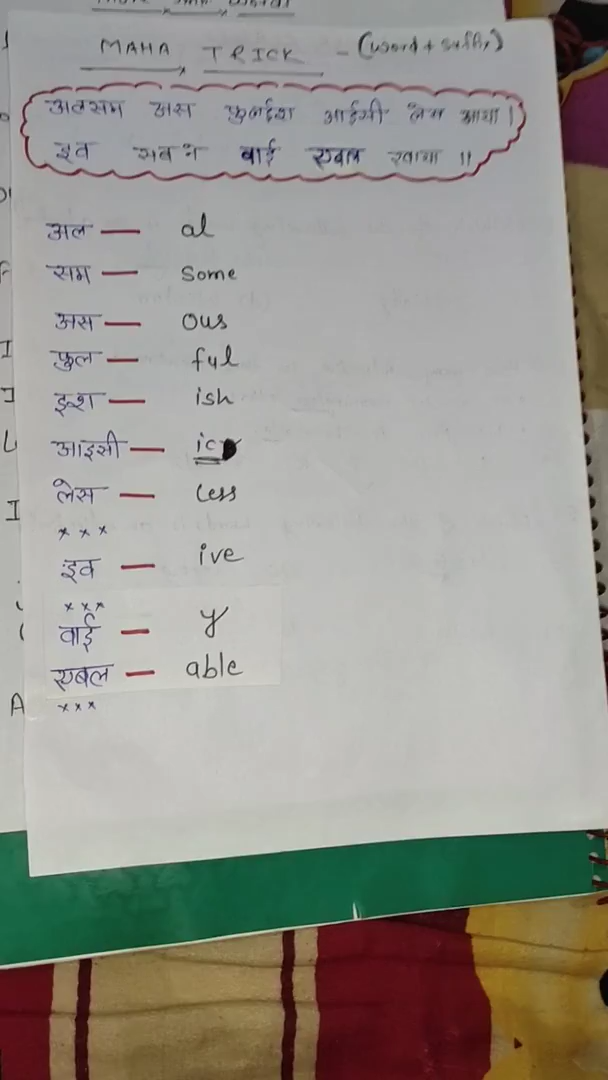 MAHA TRICK - (word + suffix)
अलसम अस फुलईश आईसी लेस आया।
इव सब ने वाई एबल खाया॥
अल — al
सम — some
अस — ous
फुल — ful
इश — ish
आइसी — ic
लेस — less
× × ×
इव — ive
× × ×
वाई — y
एबल — able
× × ×